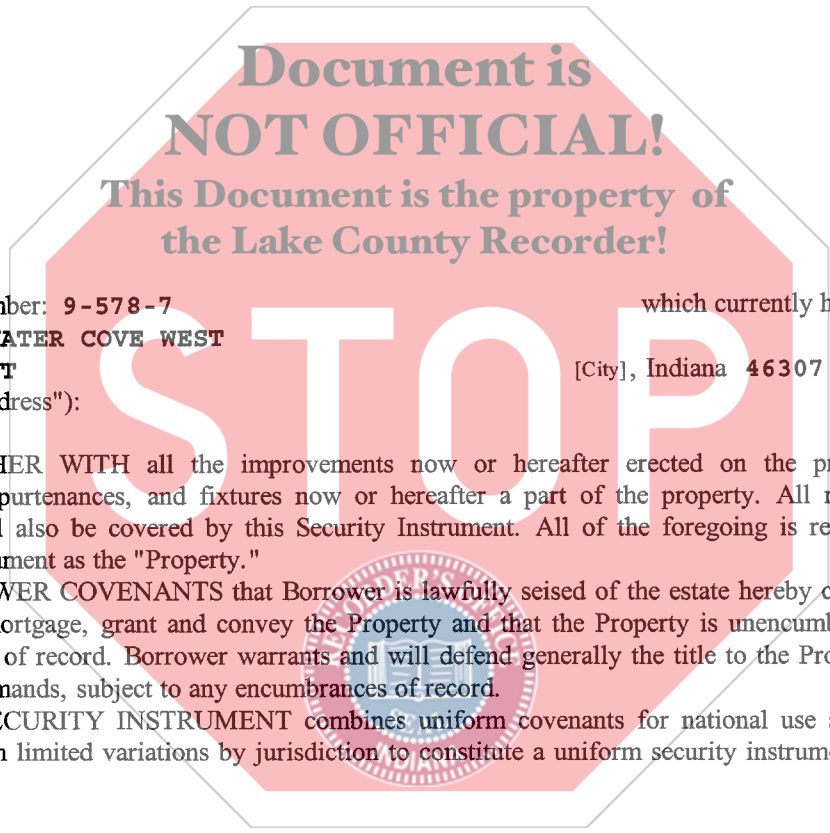 Document is
NOT OFFICIAL!
This Document is the property of
the Lake County Recorder!
ber: 9-578-7 which currently h
ATER COVE WEST
T [City], Indiana 46307
dress"):
STOP
HER WITH all the improvements now or hereafter erected on the pr
purtenances, and fixtures now or hereafter a part of the property. All r
l also be covered by this Security Instrument. All of the foregoing is re
ument as the "Property."
WER COVENANTS that Borrower is lawfully seised of the estate hereby c
ortgage, grant and convey the Property and that the Property is unencumb
of record. Borrower warrants and will defend generally the title to the Pro
mands, subject to any encumbrances of record.
ECURITY INSTRUMENT combines uniform covenants for national use a
n limited variations by jurisdiction to constitute a uniform security instrume
RECORDER'S OFFICE
INDIANA